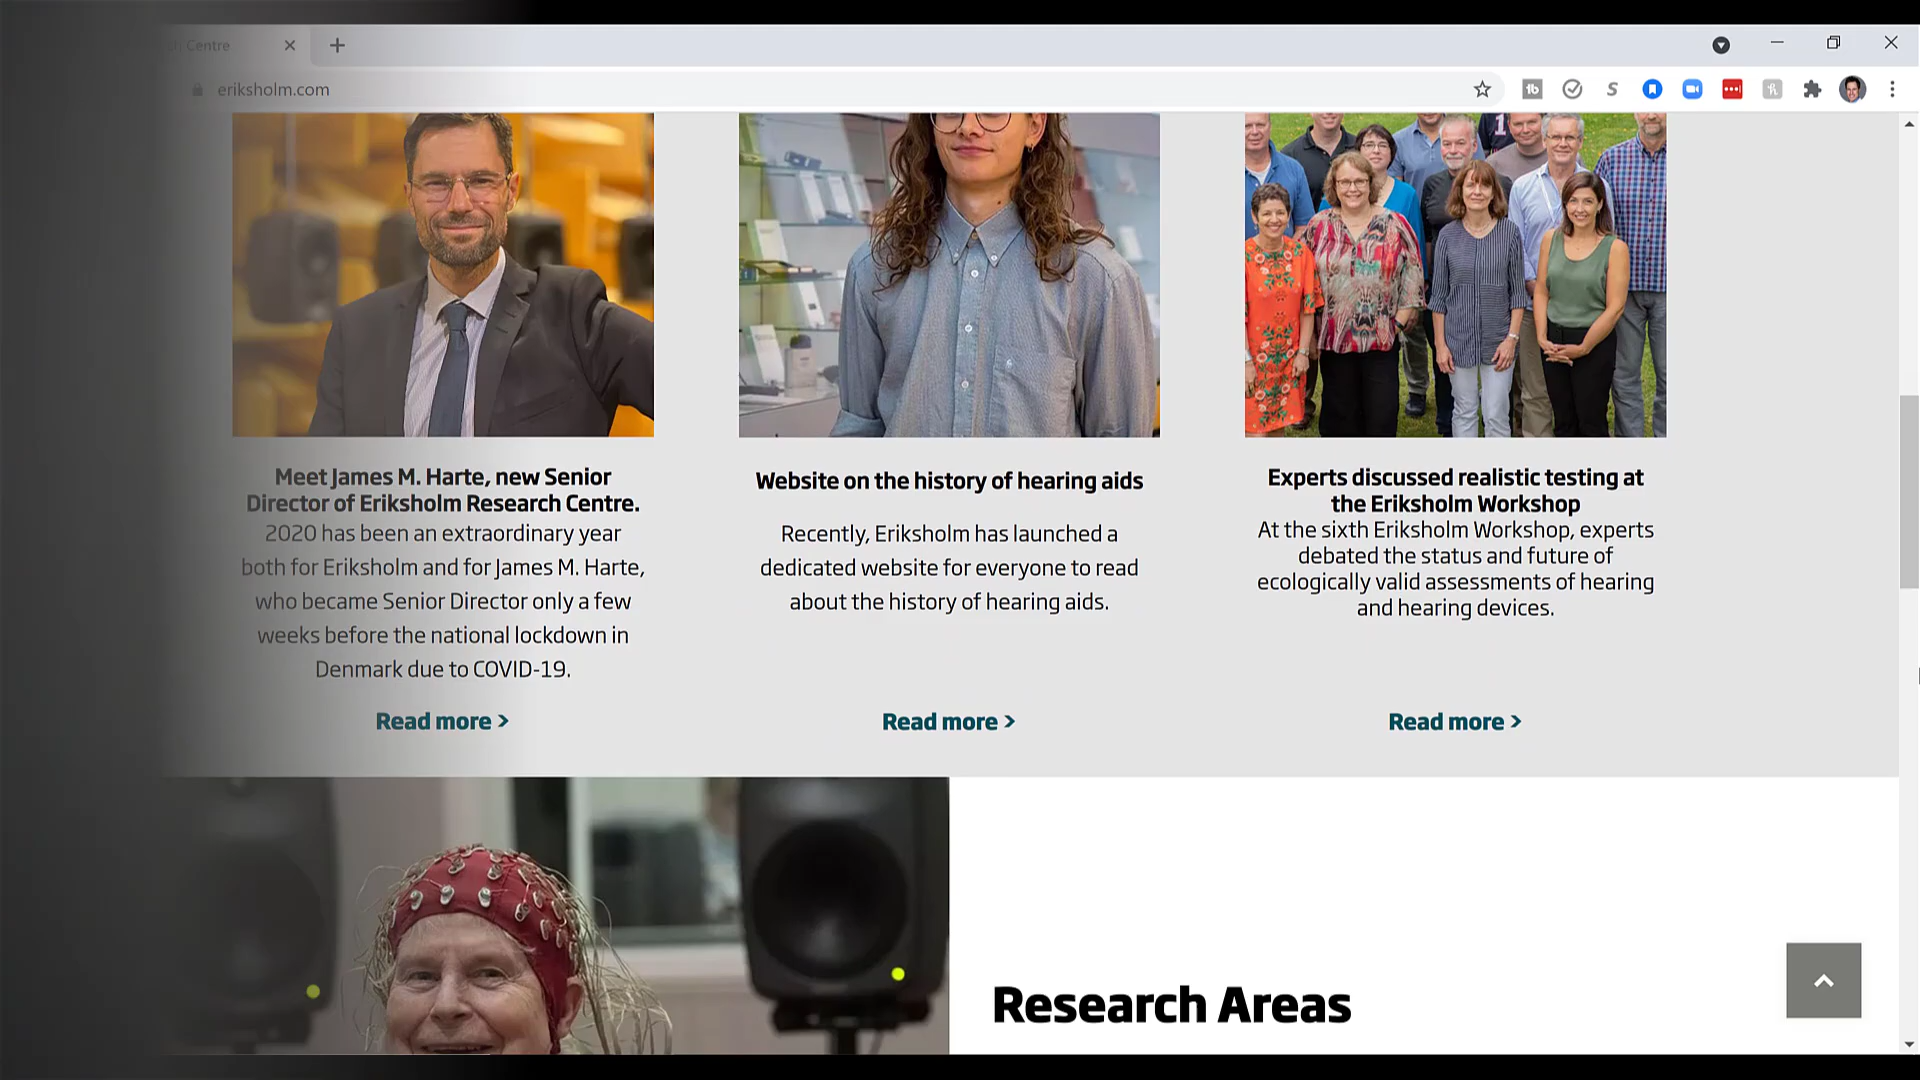 Centre
eriksholm.com
Meet James M. Harte, new Senior
Director of Eriksholm Research Centre.
2020 has been an extraordinary year
both for Eriksholm and for James M. Harte,
who became Senior Director only a few
weeks before the national lockdown in
Denmark due to COVID-19.
Read more >
Website on the history of hearing aids
Recently, Eriksholm has launched a
dedicated website for everyone to read
about the history of hearing aids.
Read more >
Experts discussed realistic testing at
the Eriksholm Workshop
At the sixth Eriksholm Workshop, experts
debated the status and future of
ecologically valid assessments of hearing
and hearing devices.
Read more >
Research Areas